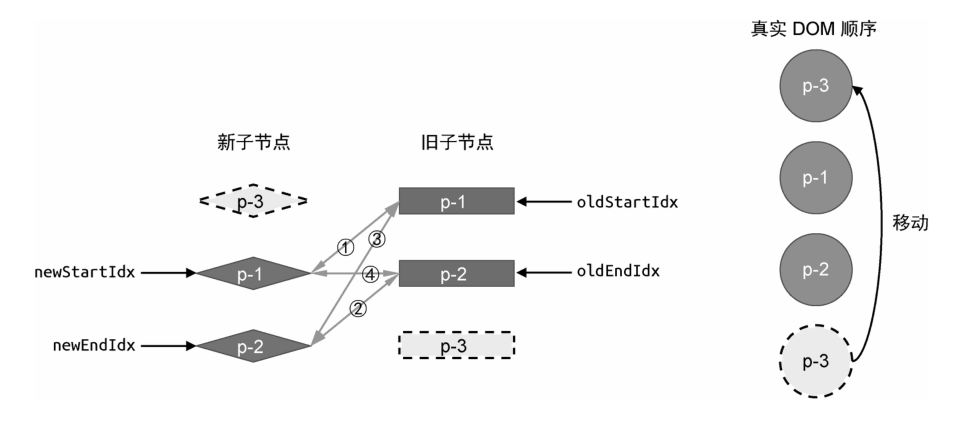 真实 DOM 顺序
p-3
新子节点
旧子节点
p-3
p-1
oldStartIdx
p-1
移动
①
③
newStartIdx
p-1
④
p-2
oldEndIdx
p-2
②
newEndIdx
p-2
p-3
p-3